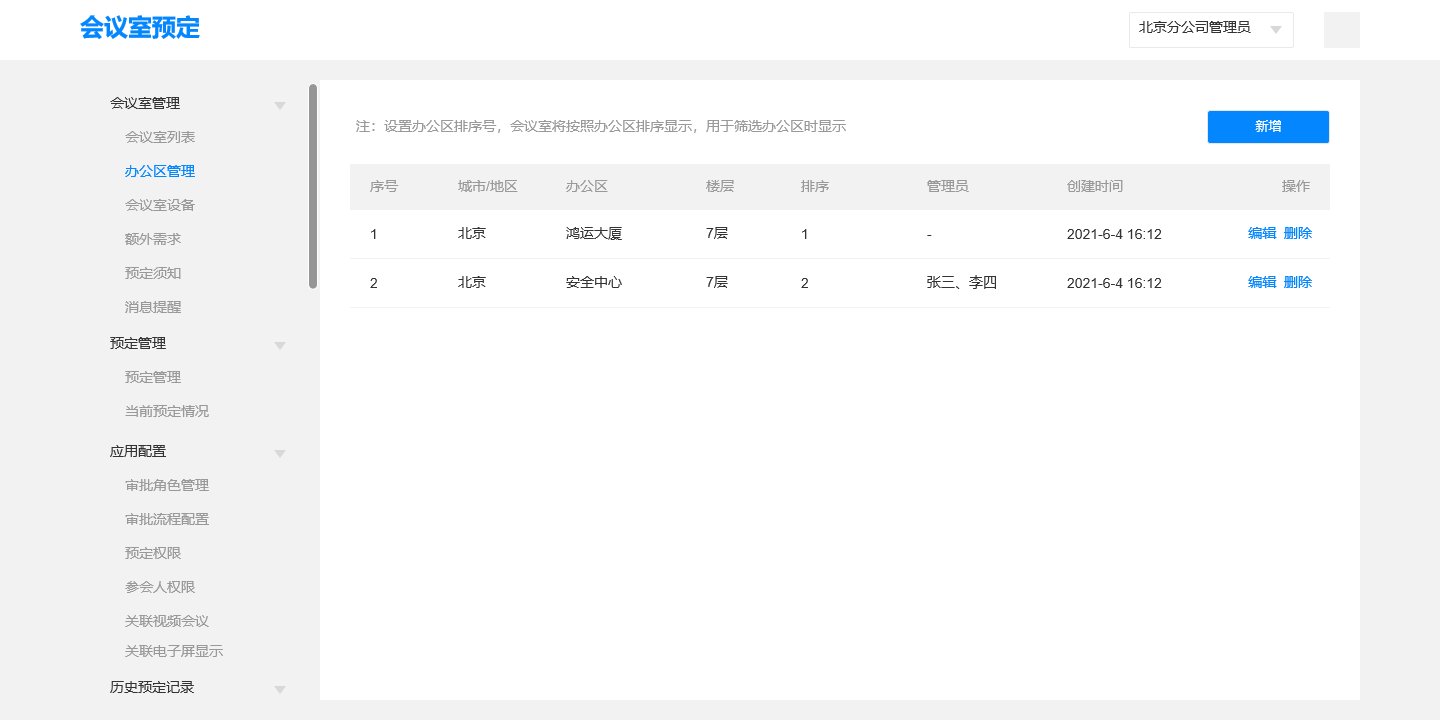 会议室预定
北京分公司管理员
会议室管理
会议室列表
办公区管理
会议室设备
额外需求
预定须知
消息提醒
预定管理
预定管理
当前预定情况
应用配置
审批角色管理
审批流程配置
预定权限
参会人权限
关联视频会议
关联电子屏显示
历史预定记录
注：设置办公区排序号，会议室将按照办公区排序显示，用于筛选办公区时显示
新增
序号 城市/地区 办公区 楼层 排序 管理员 创建时间 操作
1 北京 鸿运大厦 7层 1 - 2021-6-4 16:12 编辑 删除
2 北京 安全中心 7层 2 张三、李四 2021-6-4 16:12 编辑 删除